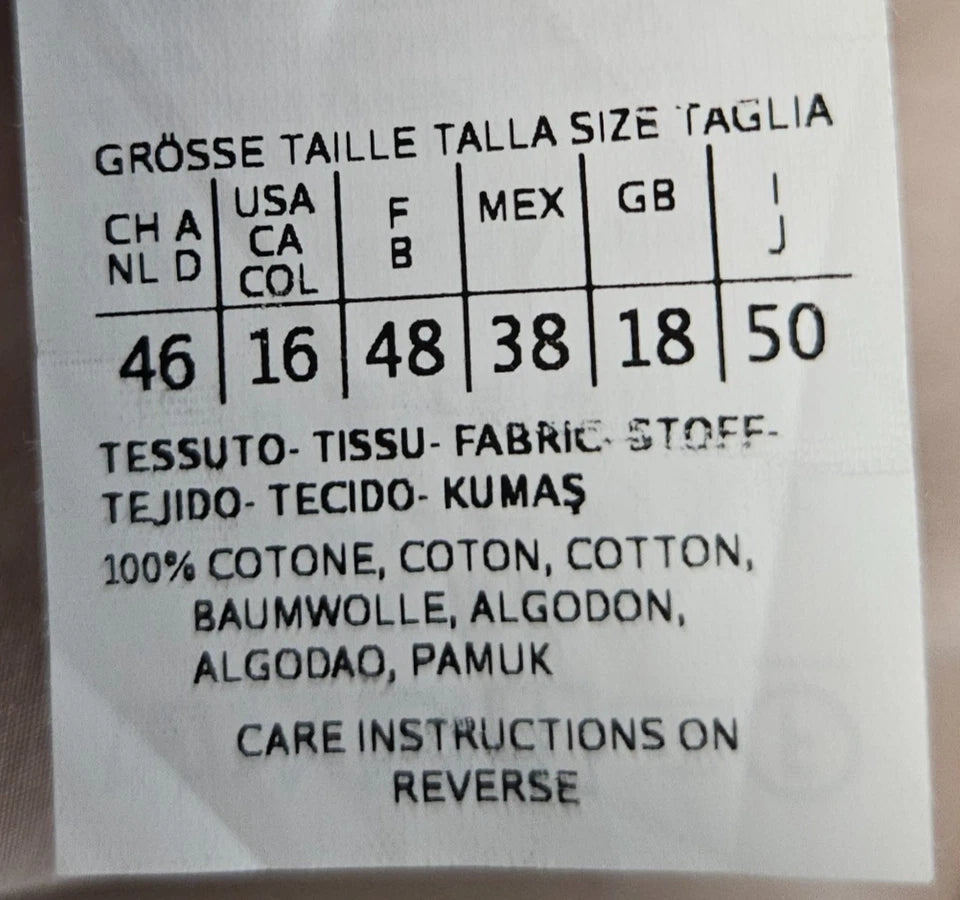 GRÖSSE TAILLE TALLA SIZE TAGLIA
CH A NL D USA CA COL F B MEX GB I J
46 16 48 38 18 50
TESSUTO- TISSU- FABRIC- STOFF-
TEJIDO- TECIDO- KUMAŞ
100% COTONE, COTON, COTTON,
BAUMWOLLE, ALGODON,
ALGODAO, PAMUK
CARE INSTRUCTIONS ON
REVERSE